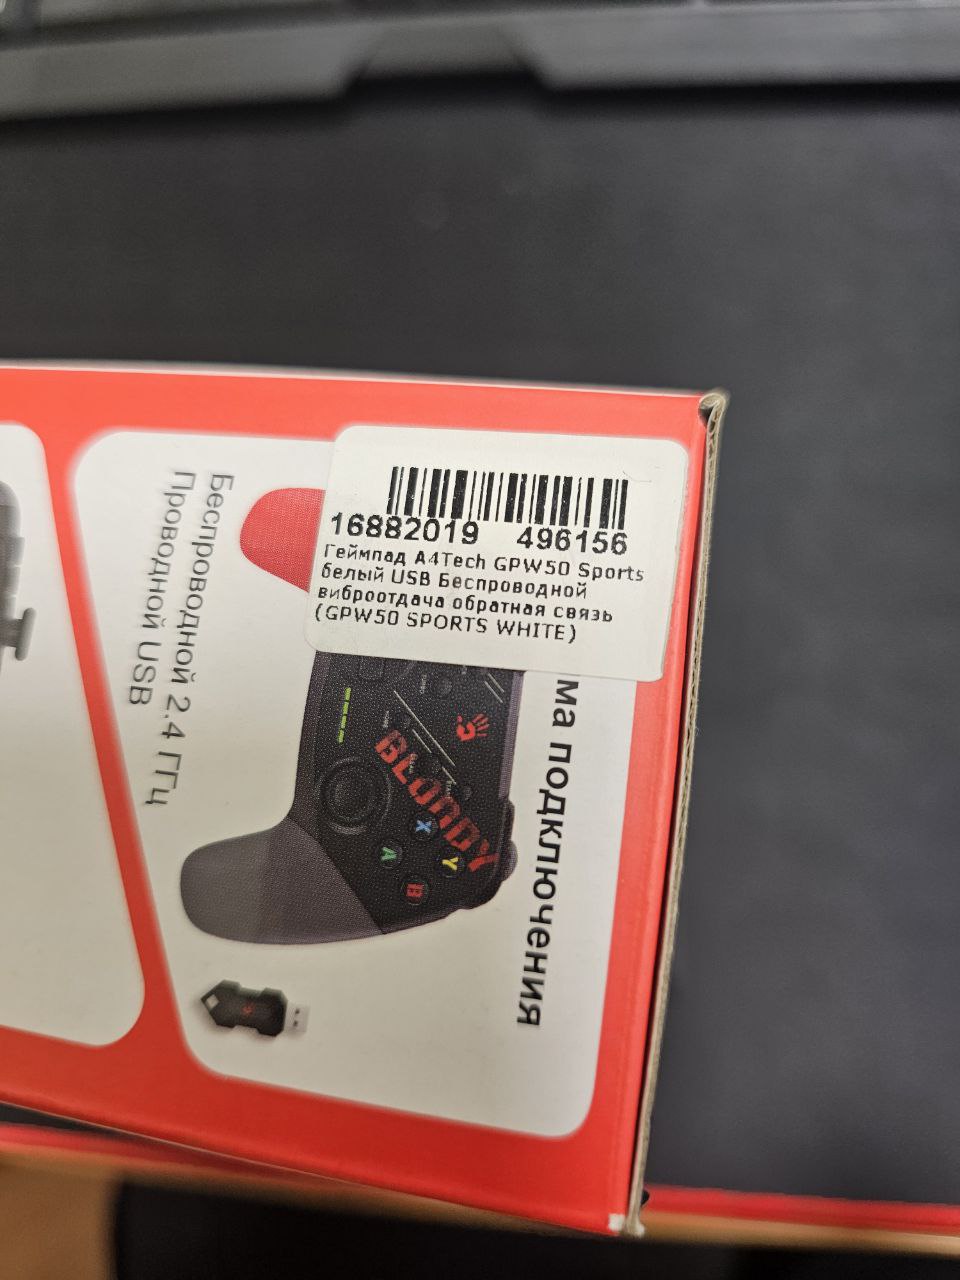 16882019 496156
Геймпад A4Tech GPW50 Sports
белый USB Беспроводной
виброотдача обратная связь
(GPW50 SPORTS WHITE)
ма подключения
BLOODY
X
Y
A
B
Беспроводной 2.4 ГГц
Проводной USB